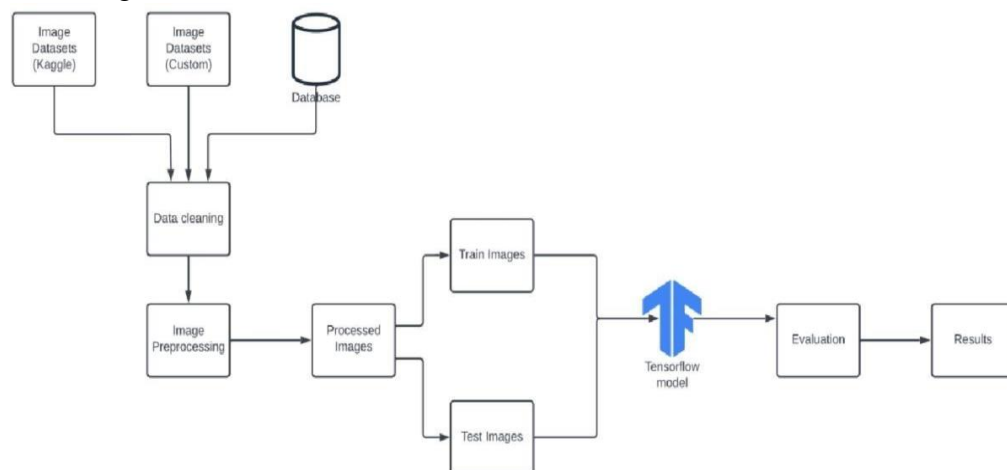 Image
Datasets
(Kaggle)
Image
Datasets
(Custom)
Database
Data cleaning
Image
Preprocessing
Processed
Images
Train Images
Test Images
Tensorflow
model
Evaluation
Results